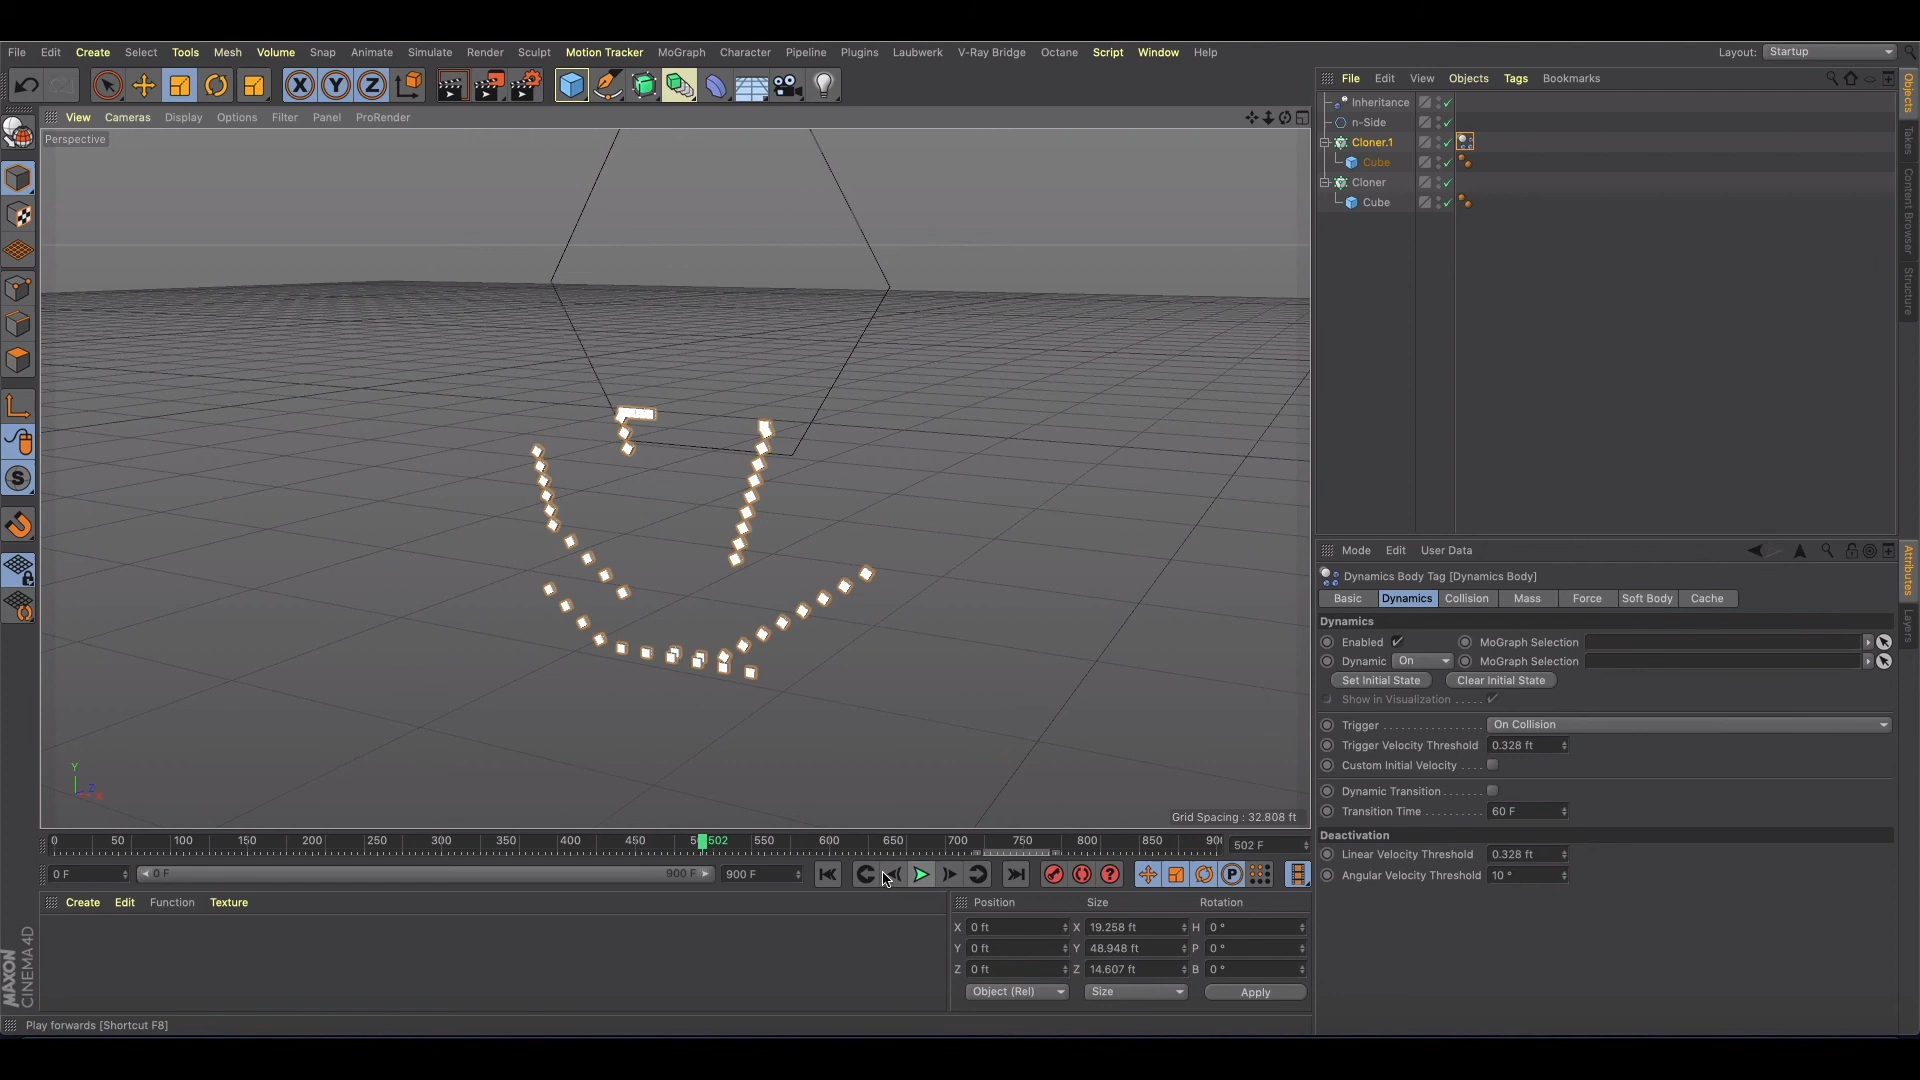 File Edit Create Select Tools Mesh Volume Snap Animate Simulate Render Sculpt Motion Tracker MoGraph Character Pipeline Plugins Laubwerk V-Ray Bridge Octane Script Window Help
Layout: Startup
X Y Z
View Cameras Display Options Filter Panel ProRender
Perspective
Y
Z
X
Grid Spacing : 32.808 ft
0 50 100 150 200 250 300 350 400 450 502 550 600 650 700 750 800 850
502 F
0 F
0 F
900 F
900 F
Create Edit Function Texture
Position Size Rotation
X 0 ft X 19.258 ft H 0 °
Y 0 ft Y 48.948 ft P 0 °
Z 0 ft Z 14.607 ft B 0 °
Object (Rel) Size Apply
MAXON
CINEMA4D
Play forwards [Shortcut F8]
File Edit View Objects Tags Bookmarks
Inheritance
n-Side
Cloner.1
Cube
Cloner
Cube
Objects
Takes
Content Browser
Structure
Mode Edit User Data
Dynamics Body Tag [Dynamics Body]
Basic Dynamics Collision Mass Force Soft Body Cache
Dynamics
Enabled MoGraph Selection
Dynamic On MoGraph Selection
Set Initial State Clear Initial State
Show in Visualization . . . . .
Trigger . . . . . . . . . . . . . . . . On Collision
Trigger Velocity Threshold 0.328 ft
Custom Initial Velocity . . . .
Dynamic Transition . . . . . . .
Transition Time . . . . . . . . . . 60 F
Deactivation
Linear Velocity Threshold 0.328 ft
Angular Velocity Threshold 10 °
Attributes
Layers